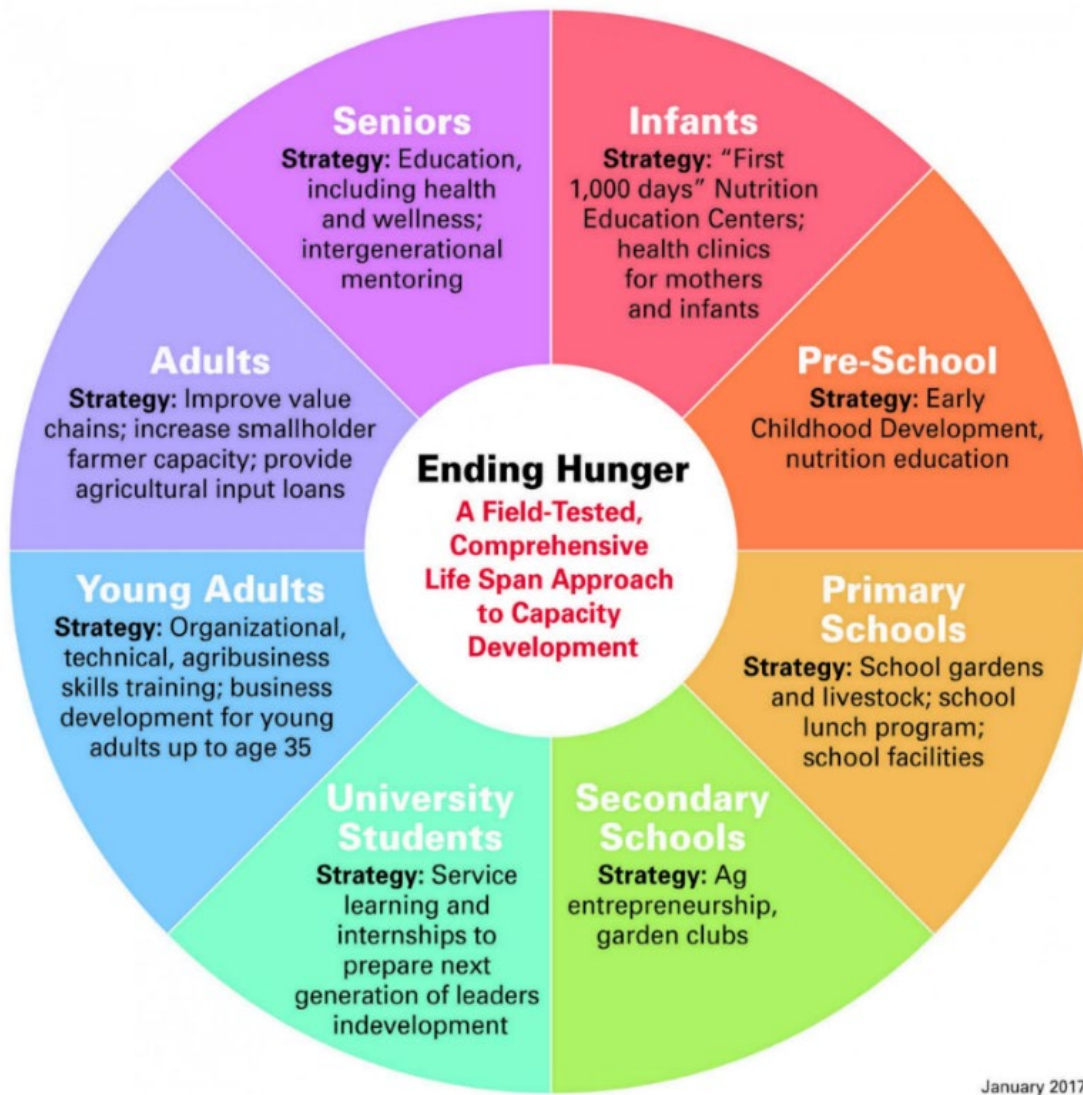 Ending Hunger
A Field-Tested,
Comprehensive
Life Span Approach
to Capacity
Development
Infants
Strategy: “First
1,000 days” Nutrition
Education Centers;
health clinics
for mothers
and infants
Pre-School
Strategy: Early
Childhood Development,
nutrition education
Primary
Schools
Strategy: School gardens
and livestock; school
lunch program;
school facilities
Secondary
Schools
Strategy: Ag
entrepreneurship,
garden clubs
University
Students
Strategy: Service
learning and
internships to
prepare next
generation of leaders
indevelopment
Young Adults
Strategy: Organizational,
technical, agribusiness
skills training; business
development for young
adults up to age 35
Adults
Strategy: Improve value
chains; increase smallholder
farmer capacity; provide
agricultural input loans
Seniors
Strategy: Education,
including health
and wellness;
intergenerational
mentoring
January 2017